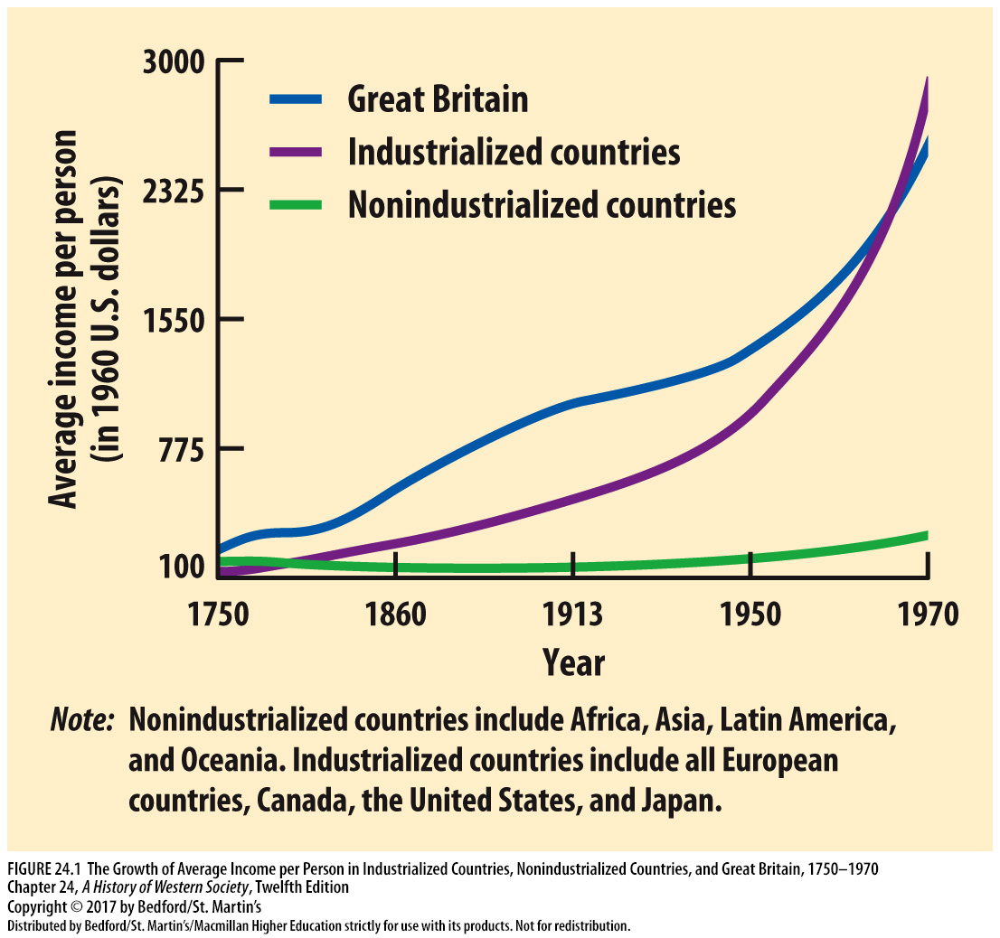 3000
2325
1550
775
100
Average income per person
(in 1960 U.S. dollars)
Great Britain
Industrialized countries
Nonindustrialized countries
1750 1860 1913 1950 1970
Year
Note: Nonindustrialized countries include Africa, Asia, Latin America,
and Oceania. Industrialized countries include all European
countries, Canada, the United States, and Japan.
FIGURE 24.1 The Growth of Average Income per Person in Industrialized Countries, Nonindustrialized Countries, and Great Britain, 1750–1970
Chapter 24, A History of Western Society, Twelfth Edition
Copyright © 2017 by Bedford/St. Martin's
Distributed by Bedford/St. Martin's/Macmillan Higher Education strictly for use with its products. Not for redistribution.